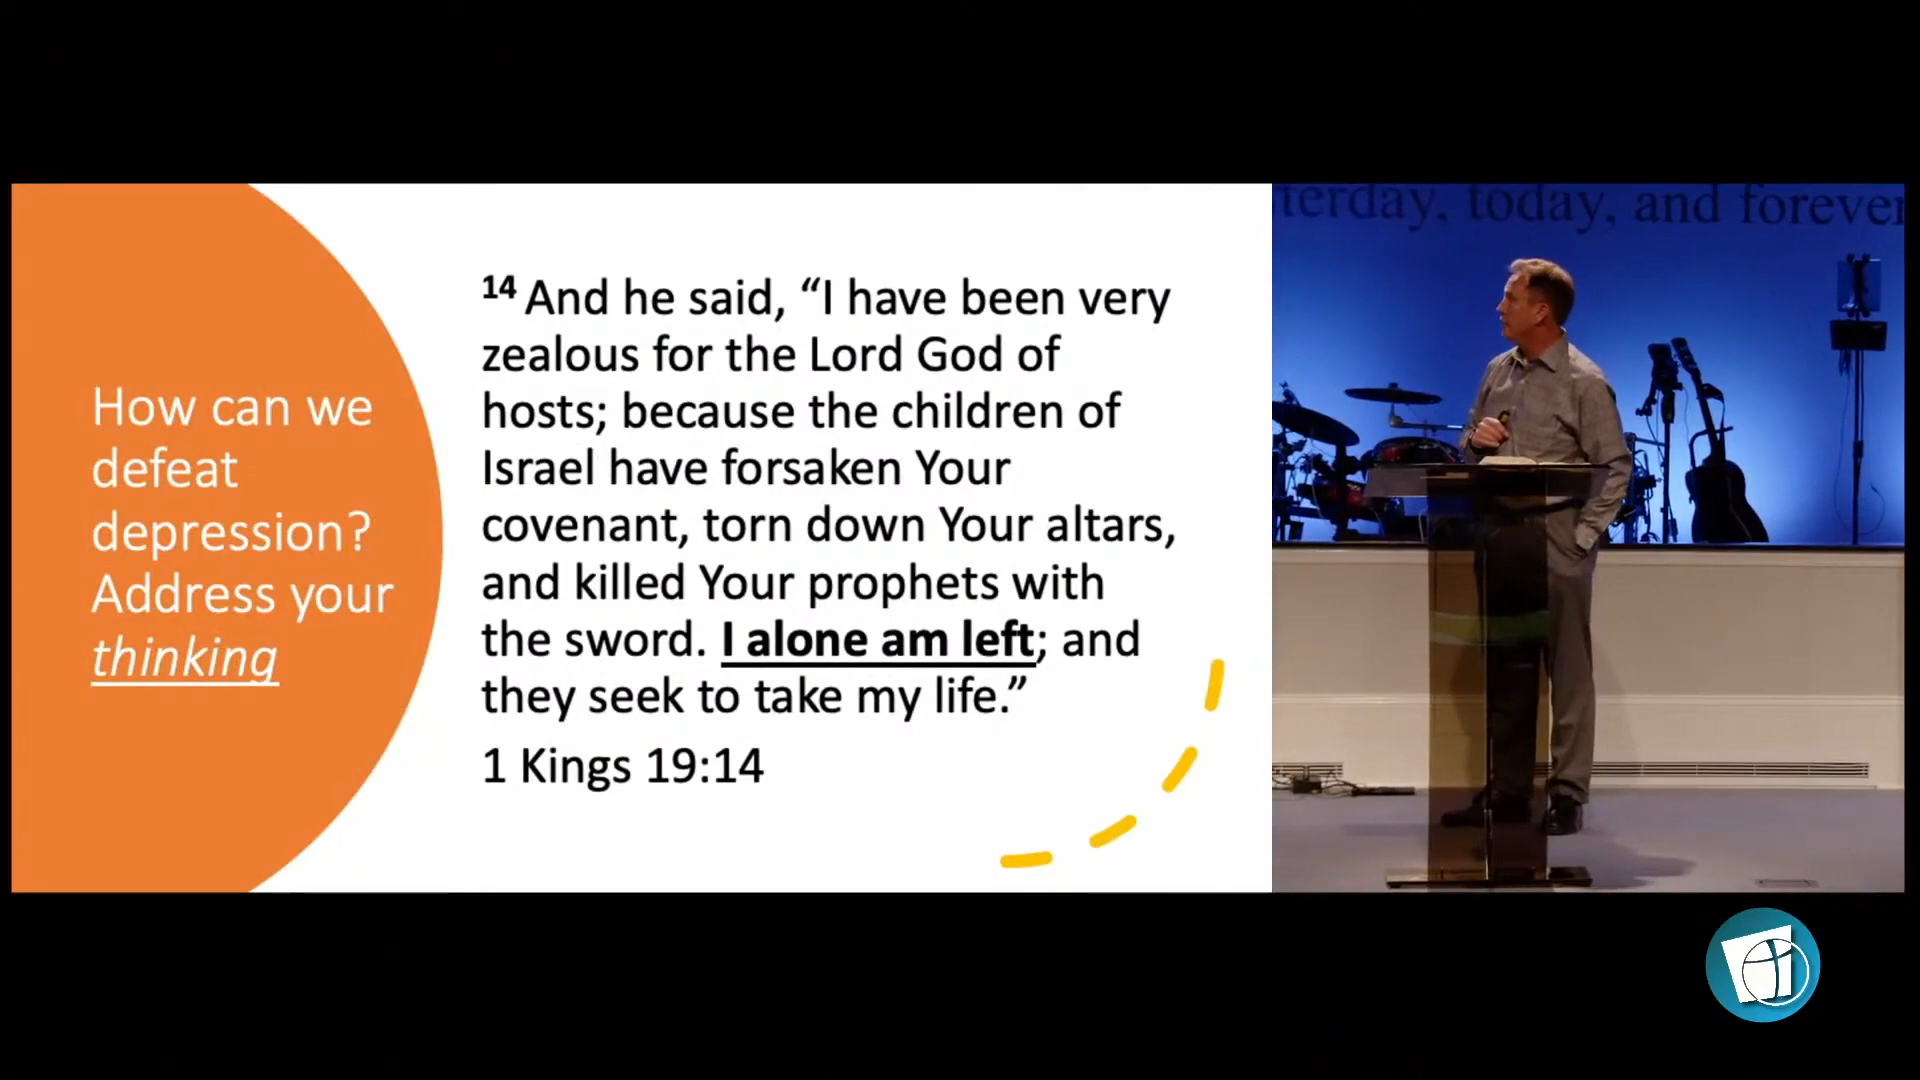 How can we
defeat
depression?
Address your
thinking
14 And he said, “I have been very
zealous for the Lord God of
hosts; because the children of
Israel have forsaken Your
covenant, torn down Your altars,
and killed Your prophets with
the sword. I alone am left; and
they seek to take my life.”
1 Kings 19:14
terday, today, and forever